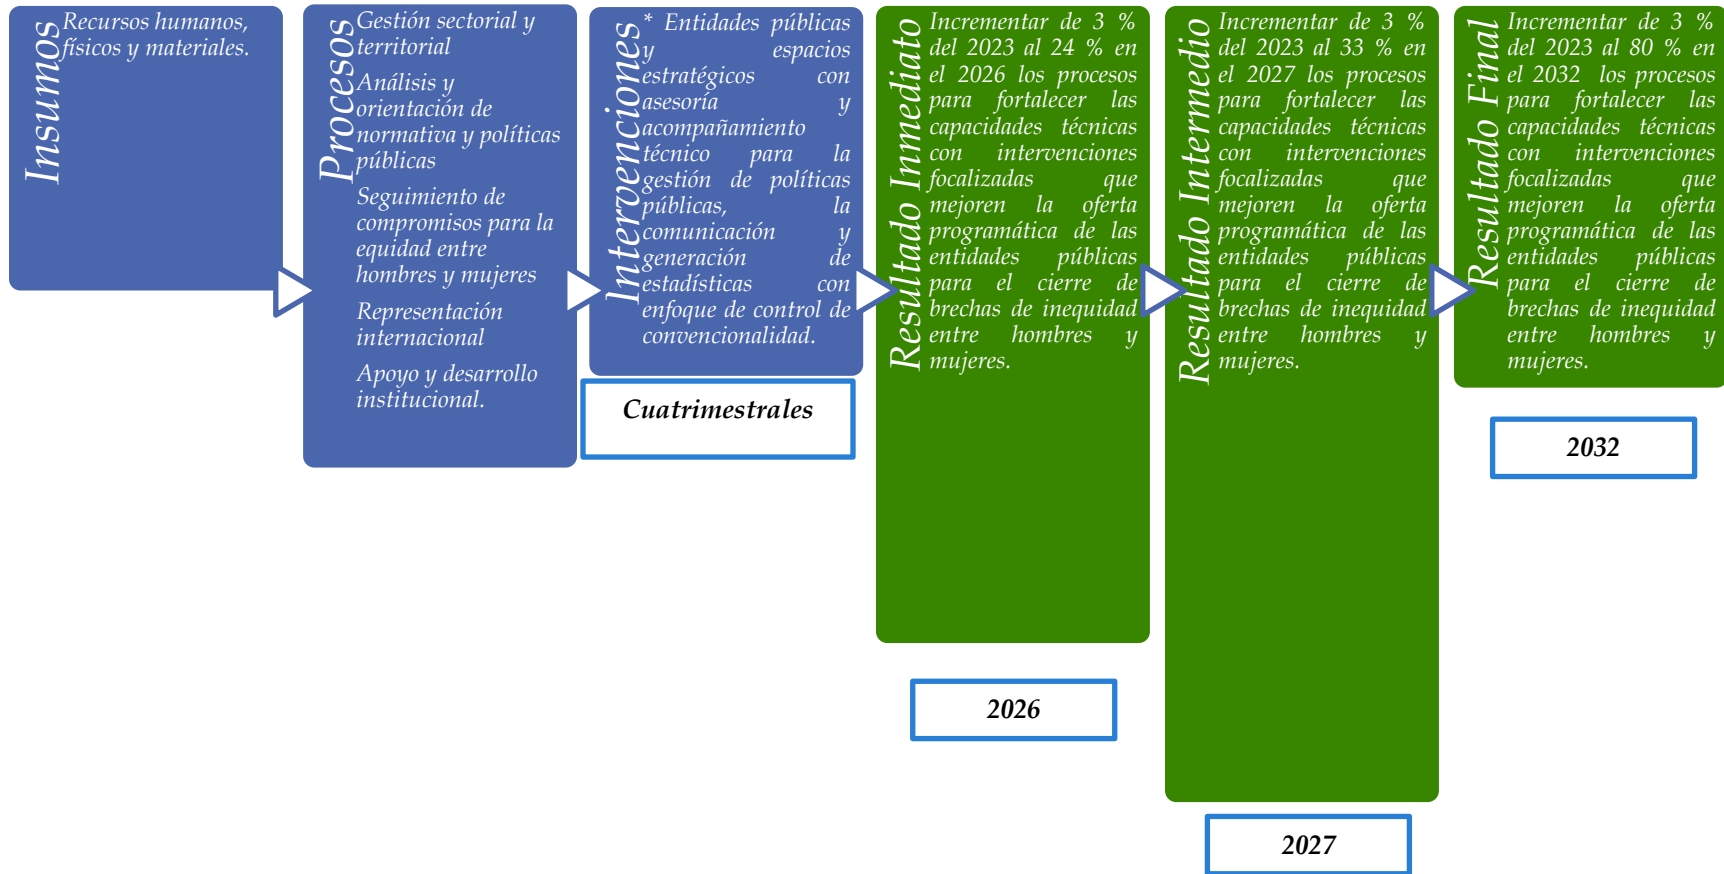 Insumos
Recursos humanos,
físicos y materiales.
Procesos
Gestión sectorial y
territorial
Análisis y
orientación de
normativa y políticas
públicas
Seguimiento de
compromisos para la
equidad entre
hombres y mujeres
Representación
internacional
Apoyo y desarrollo
institucional.
Intervenciones
* Entidades públicas
y espacios
estratégicos con
asesoría y
acompañamiento
técnico para la
gestión de políticas
públicas, la
comunicación y
generación de
estadísticas con
enfoque de control de
convencionalidad.
Cuatrimestrales
Resultado Inmediato
Incrementar de 3 %
del 2023 al 24 % en
el 2026 los procesos
para fortalecer las
capacidades técnicas
con intervenciones
focalizadas que
mejoren la oferta
programática de las
entidades públicas
para el cierre de
brechas de inequidad
entre hombres y
mujeres.
2026
Resultado Intermedio
Incrementar de 3 %
del 2023 al 33 % en
el 2027 los procesos
para fortalecer las
capacidades técnicas
con intervenciones
focalizadas que
mejoren la oferta
programática de las
entidades públicas
para el cierre de
brechas de inequidad
entre hombres y
mujeres.
2027
Resultado Final
Incrementar de 3 %
del 2023 al 80 % en
el 2032 los procesos
para fortalecer las
capacidades técnicas
con intervenciones
focalizadas que
mejoren la oferta
programática de las
entidades públicas
para el cierre de
brechas de inequidad
entre hombres y
mujeres.
2032